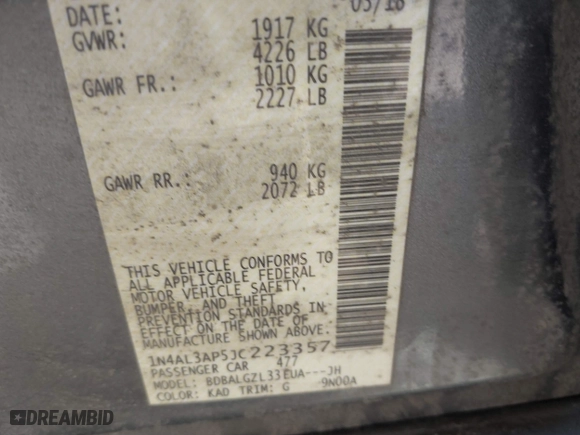 DATE: 05/18
GVWR: 1917 KG
4226 LB
GAWR FR.: 1010 KG
2227 LB
GAWR RR.: 940 KG
2072 LB
THIS VEHICLE CONFORMS TO
ALL APPLICABLE FEDERAL
MOTOR VEHICLE SAFETY,
BUMPER, AND THEFT
PREVENTION STANDARDS IN
EFFECT ON THE DATE OF
MANUFACTURE SHOWN ABOVE.
1N4AL3AP5JC223357
PASSENGER CAR 477
MODEL: BDBALGZL33EUA---JH
COLOR: KAD TRIM: G 9N00A
DREAMBID